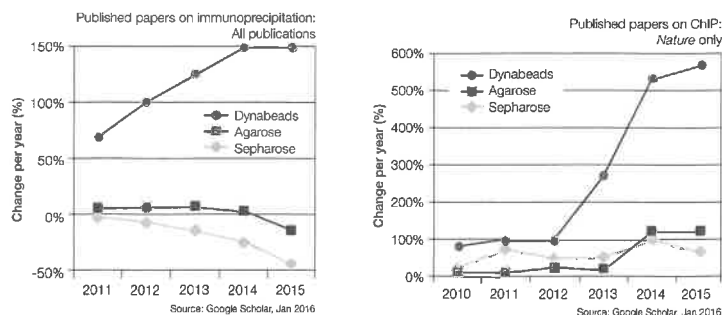 Published papers on immunoprecipitation:
All publications
150%
100%
50%
0%
-50%
Change per year (%)
Dynabeads
Agarose
Sepharose
2011 2012 2013 2014 2015
Source: Google Scholar, Jan 2016
Published papers on ChIP:
Nature only
600%
500%
400%
300%
200%
100%
0%
Change per year (%)
Dynabeads
Agarose
Sepharose
2010 2011 2012 2013 2014 2015
Source: Google Scholar, Jan 2016